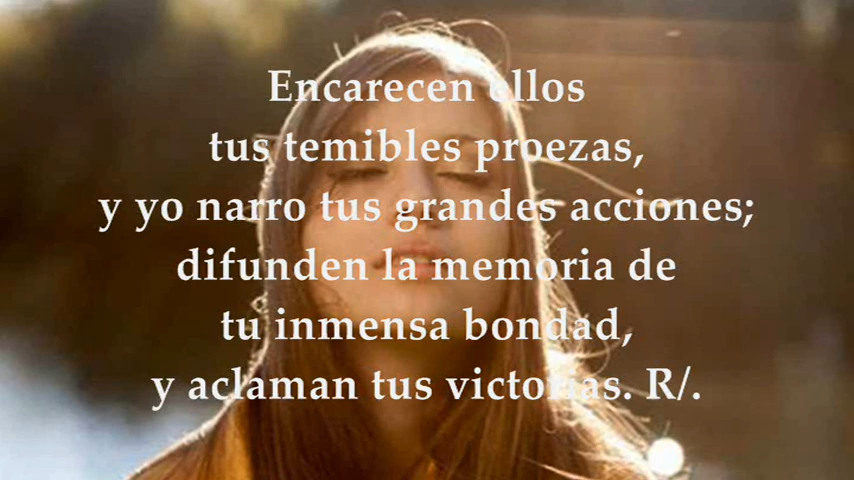 Encarecen ellos
tus temibles proezas,
y yo narro tus grandes acciones;
difunden la memoria de
tu inmensa bondad,
y aclaman tus victorias. R/.